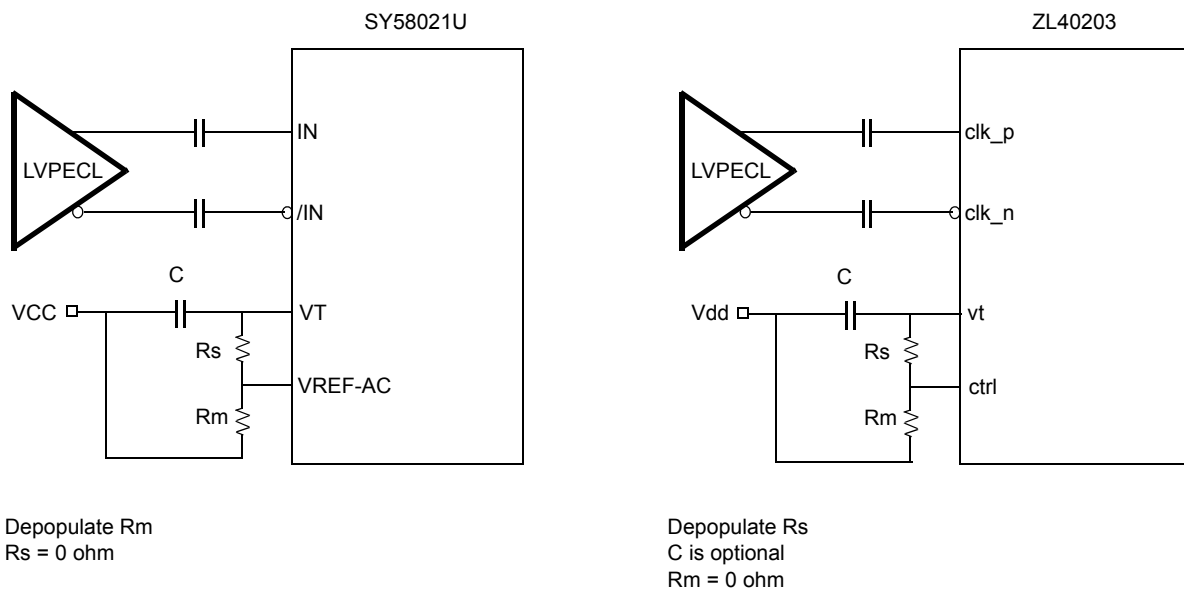 SY58021U
LVPECL
IN
/IN
C
VCC
VT
Rs
VREF-AC
Rm
Depopulate Rm
Rs = 0 ohm
ZL40203
LVPECL
clk_p
clk_n
C
Vdd
vt
Rs
ctrl
Rm
Depopulate Rs
C is optional
Rm = 0 ohm